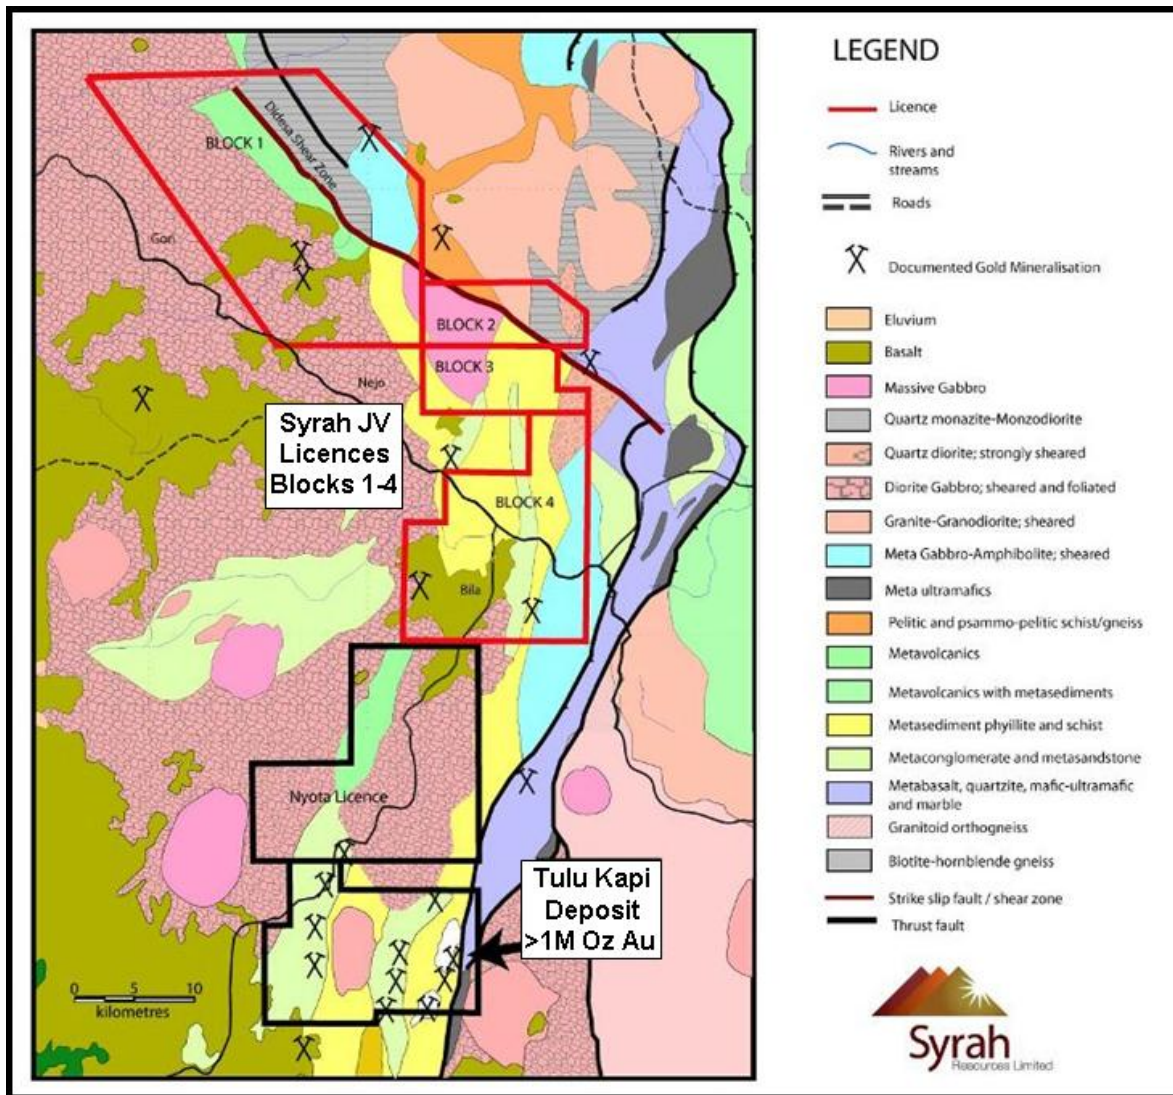 LEGEND
Licence
Rivers and
streams
Roads
Documented Gold Mineralisation
Eluvium
Basalt
Massive Gabbro
Quartz monazite-Monzodiorite
Quartz diorite; strongly sheared
Diorite Gabbro; sheared and foliated
Granite-Granodiorite; sheared
Meta Gabbro-Amphibolite; sheared
Meta ultramafics
Pelitic and psammo-pelitic schist/gneiss
Metavolcanics
Metavolcanics with metasediments
Metasediment phyillite and schist
Metaconglomerate and metasandstone
Metabasalt, quartzite, mafic-ultramafic
and marble
Granitoid orthogneiss
Biotite-hornblende gneiss
Strike slip fault / shear zone
Thrust fault
Syrah
Resources Limited
BLOCK 1
Didesa Shear Zone
Gori
BLOCK 2
BLOCK 3
Nejo
Syrah JV
Licences
Blocks 1-4
BLOCK 4
Bila
Nyota Licence
Tulu Kapi
Deposit
>1M Oz Au
0 5 10
kilometres